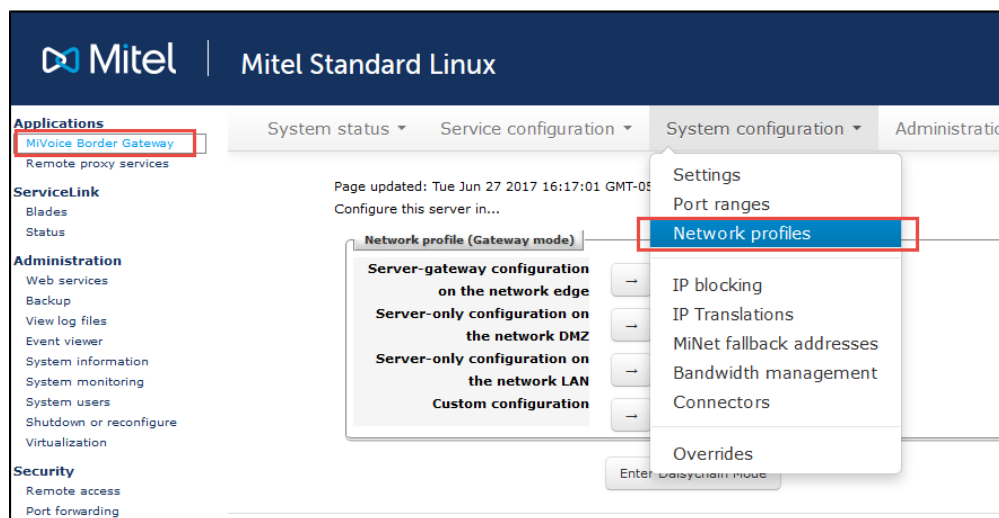 Mitel
Mitel Standard Linux
Applications
MiVoice Border Gateway
Remote proxy services
ServiceLink
Blades
Status
Administration
Web services
Backup
View log files
Event viewer
System information
System monitoring
System users
Shutdown or reconfigure
Virtualization
Security
Remote access
Port forwarding
System status
Service configuration
System configuration
Administratio
Page updated: Tue Jun 27 2017 16:17:01 GMT-05
Configure this server in...
Network profile (Gateway mode)
Server-gateway configuration
on the network edge
Server-only configuration on
the network DMZ
Server-only configuration on
the network LAN
Custom configuration
Settings
Port ranges
Network profiles
IP blocking
IP Translations
MiNet fallback addresses
Bandwidth management
Connectors
Overrides
Enter Daisychain Mode